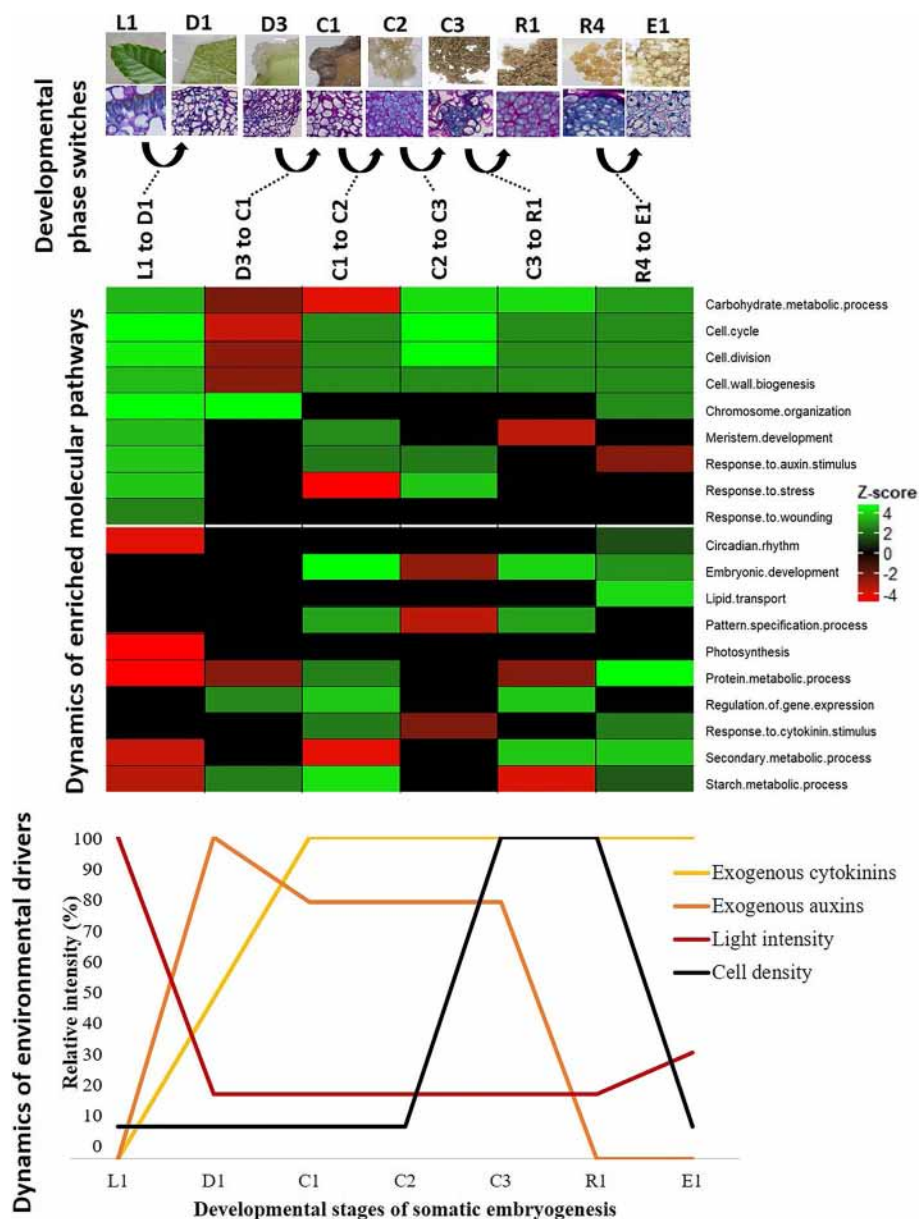 L1 D1 D3 C1 C2 C3 R1 R4 E1
Developmental
phase switches
L1 to D1
D3 to C1
C1 to C2
C2 to C3
C3 to R1
R4 to E1
Dynamics of enriched molecular pathways
Carbohydrate.metabolic.process
Cell.cycle
Cell.division
Cell.wall.biogenesis
Chromosome.organization
Meristem.development
Response.to.auxin.stimulus
Response.to.stress
Response.to.wounding
Circadian.rhythm
Embryonic.development
Lipid.transport
Pattern.specification.process
Photosynthesis
Protein.metabolic.process
Regulation.of.gene.expression
Response.to.cytokinin.stimulus
Secondary.metabolic.process
Starch.metabolic.process
Z-score
4
2
0
-2
-4
Dynamics of environmental drivers
Relative intensity (%)
100
90
80
70
60
50
40
30
20
10
0
Exogenous cytokinins
Exogenous auxins
Light intensity
Cell density
L1 D1 C1 C2 C3 R1 E1
Developmental stages of somatic embryogenesis